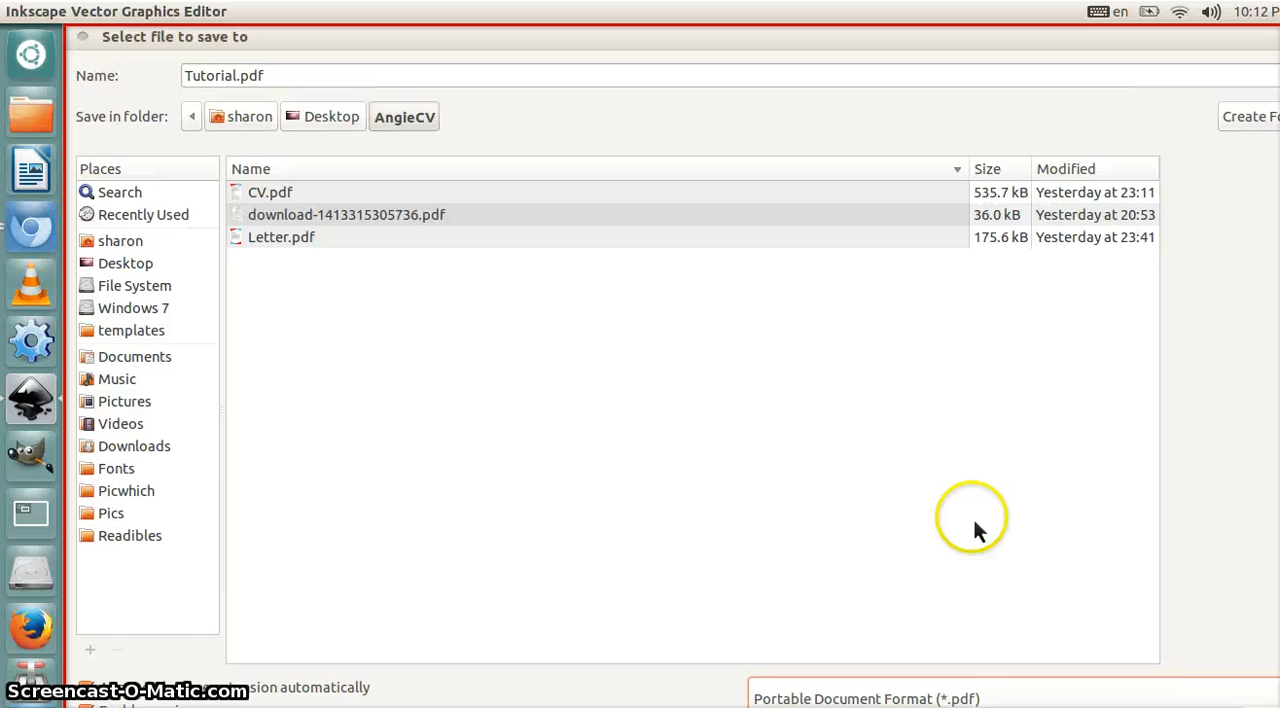 Inkscape Vector Graphics Editor en 10:12 P
Select file to save to
Name: Tutorial.pdf
Save in folder: sharon Desktop AngieCV Create Fo
Places Name Size Modified
Search CV.pdf 535.7 kB Yesterday at 23:11
Recently Used download-1413315305736.pdf 36.0 kB Yesterday at 20:53
sharon Letter.pdf 175.6 kB Yesterday at 23:41
Desktop
File System
Windows 7
templates
Documents
Music
Pictures
Videos
Downloads
Fonts
Picwhich
Pics
Readibles
automatically
Screencast-O-Matic.com
Portable Document Format (*.pdf)